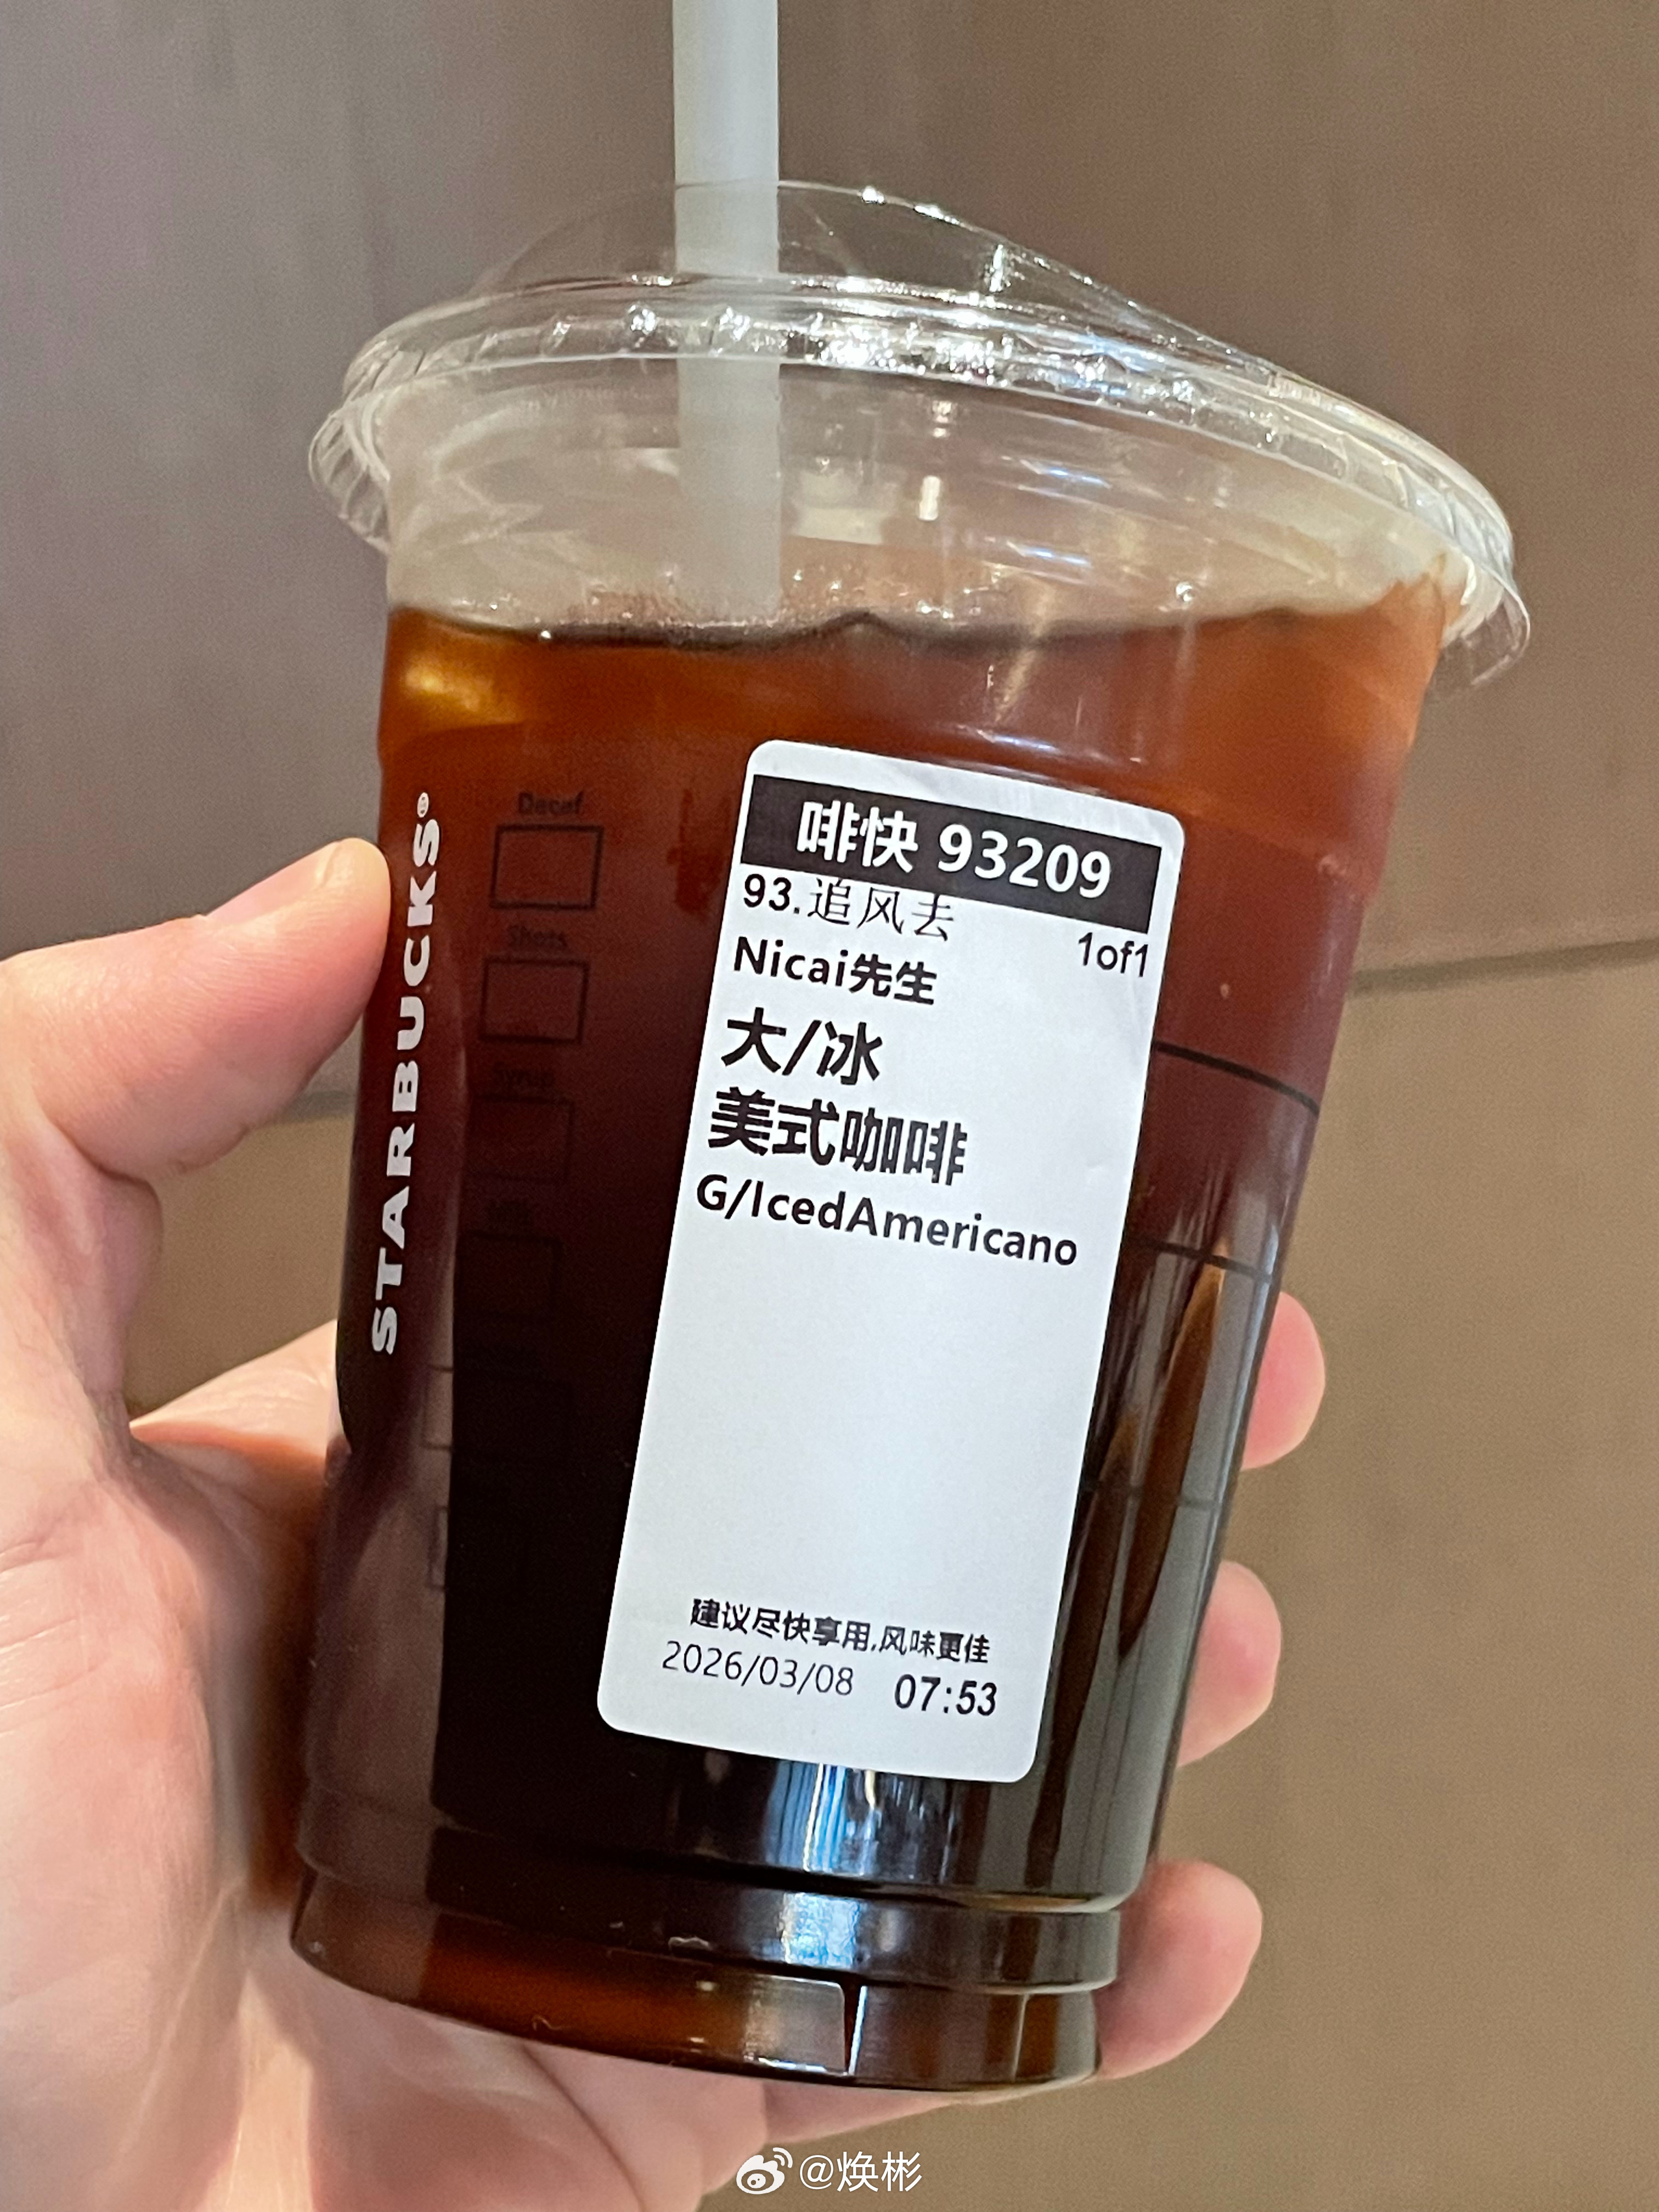 STARBUCKS®
Decaf
Shots
Syrup
啡快 93209
93.追风去
1of1
Nicai先生
大/冰
美式咖啡
G/IcedAmericano
建议尽快享用,风味更佳
2026/03/08 07:53
@焕彬